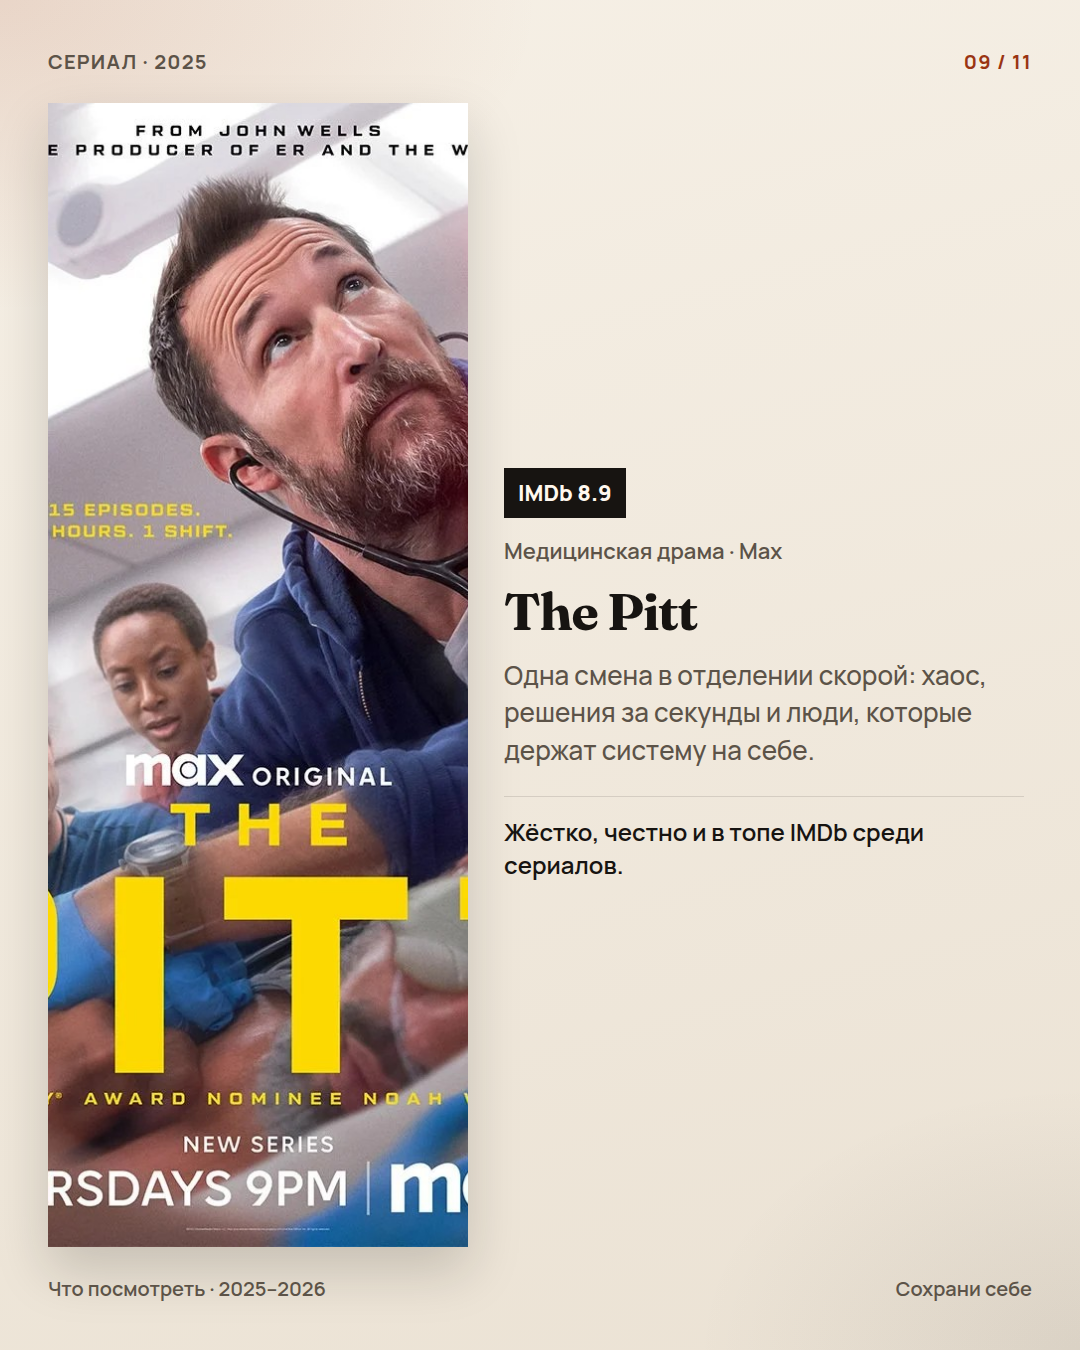 СЕРИАЛ · 2025
09 / 11
FROM JOHN WELLS
E PRODUCER OF ER AND THE W
15 EPISODES.
HOURS. 1 SHIFT.
max ORIGINAL
THE
PITT
Y® AWARD NOMINEE NOAH
NEW SERIES
RSDAYS 9PM | m
IMDb 8.9
Медицинская драма · Max
The Pitt
Одна смена в отделении скорой: хаос,
решения за секунды и люди, которые
держат систему на себе.
Жёстко, честно и в топе IMDb среди
сериалов.
Что посмотреть · 2025–2026
Сохрани себе